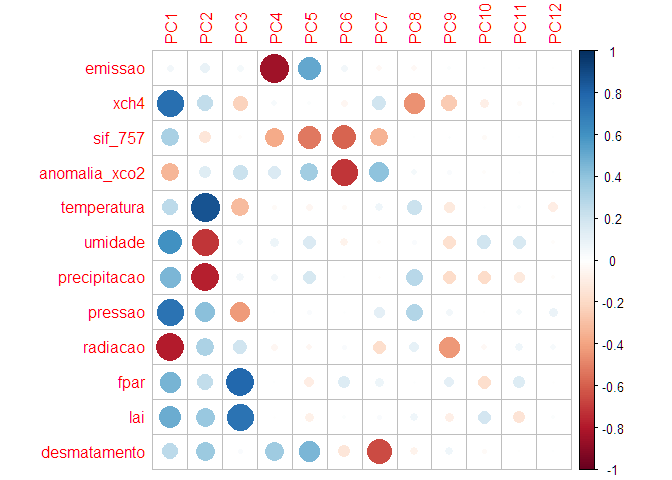 PC1 PC2 PC3 PC4 PC5 PC6 PC7 PC8 PC9 PC10 PC11 PC12
emissao
xch4
sif_757
anomalia_xco2
temperatura
umidade
precipitacao
pressao
radiacao
fpar
lai
desmatamento
1
0.8
0.6
0.4
0.2
0
-0.2
-0.4
-0.6
-0.8
-1